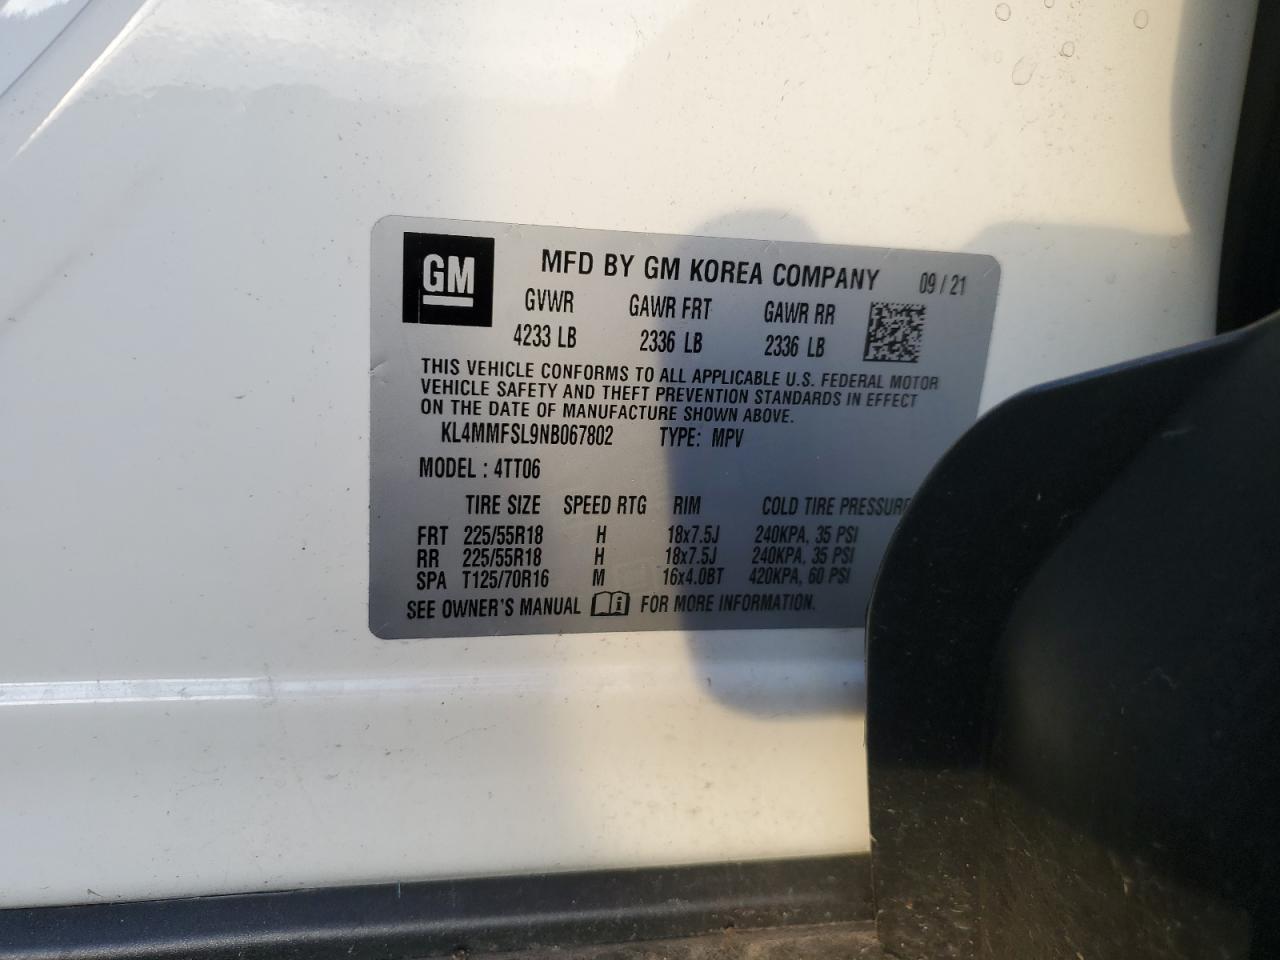 GM
MFD BY GM KOREA COMPANY 09 / 21
GVWR GAWR FRT GAWR RR
4233 LB 2336 LB 2336 LB
THIS VEHICLE CONFORMS TO ALL APPLICABLE U.S. FEDERAL MOTOR
VEHICLE SAFETY AND THEFT PREVENTION STANDARDS IN EFFECT
ON THE DATE OF MANUFACTURE SHOWN ABOVE.
KL4MMFSL9NB067802 TYPE: MPV
MODEL : 4TT06
TIRE SIZE SPEED RTG RIM COLD TIRE PRESSURE
FRT 225/55R18 H 18x7.5J 240KPA, 35 PSI
RR 225/55R18 H 18x7.5J 240KPA, 35 PSI
SPA T125/70R16 M 16x4.0BT 420KPA, 60 PSI
SEE OWNER'S MANUAL FOR MORE INFORMATION.